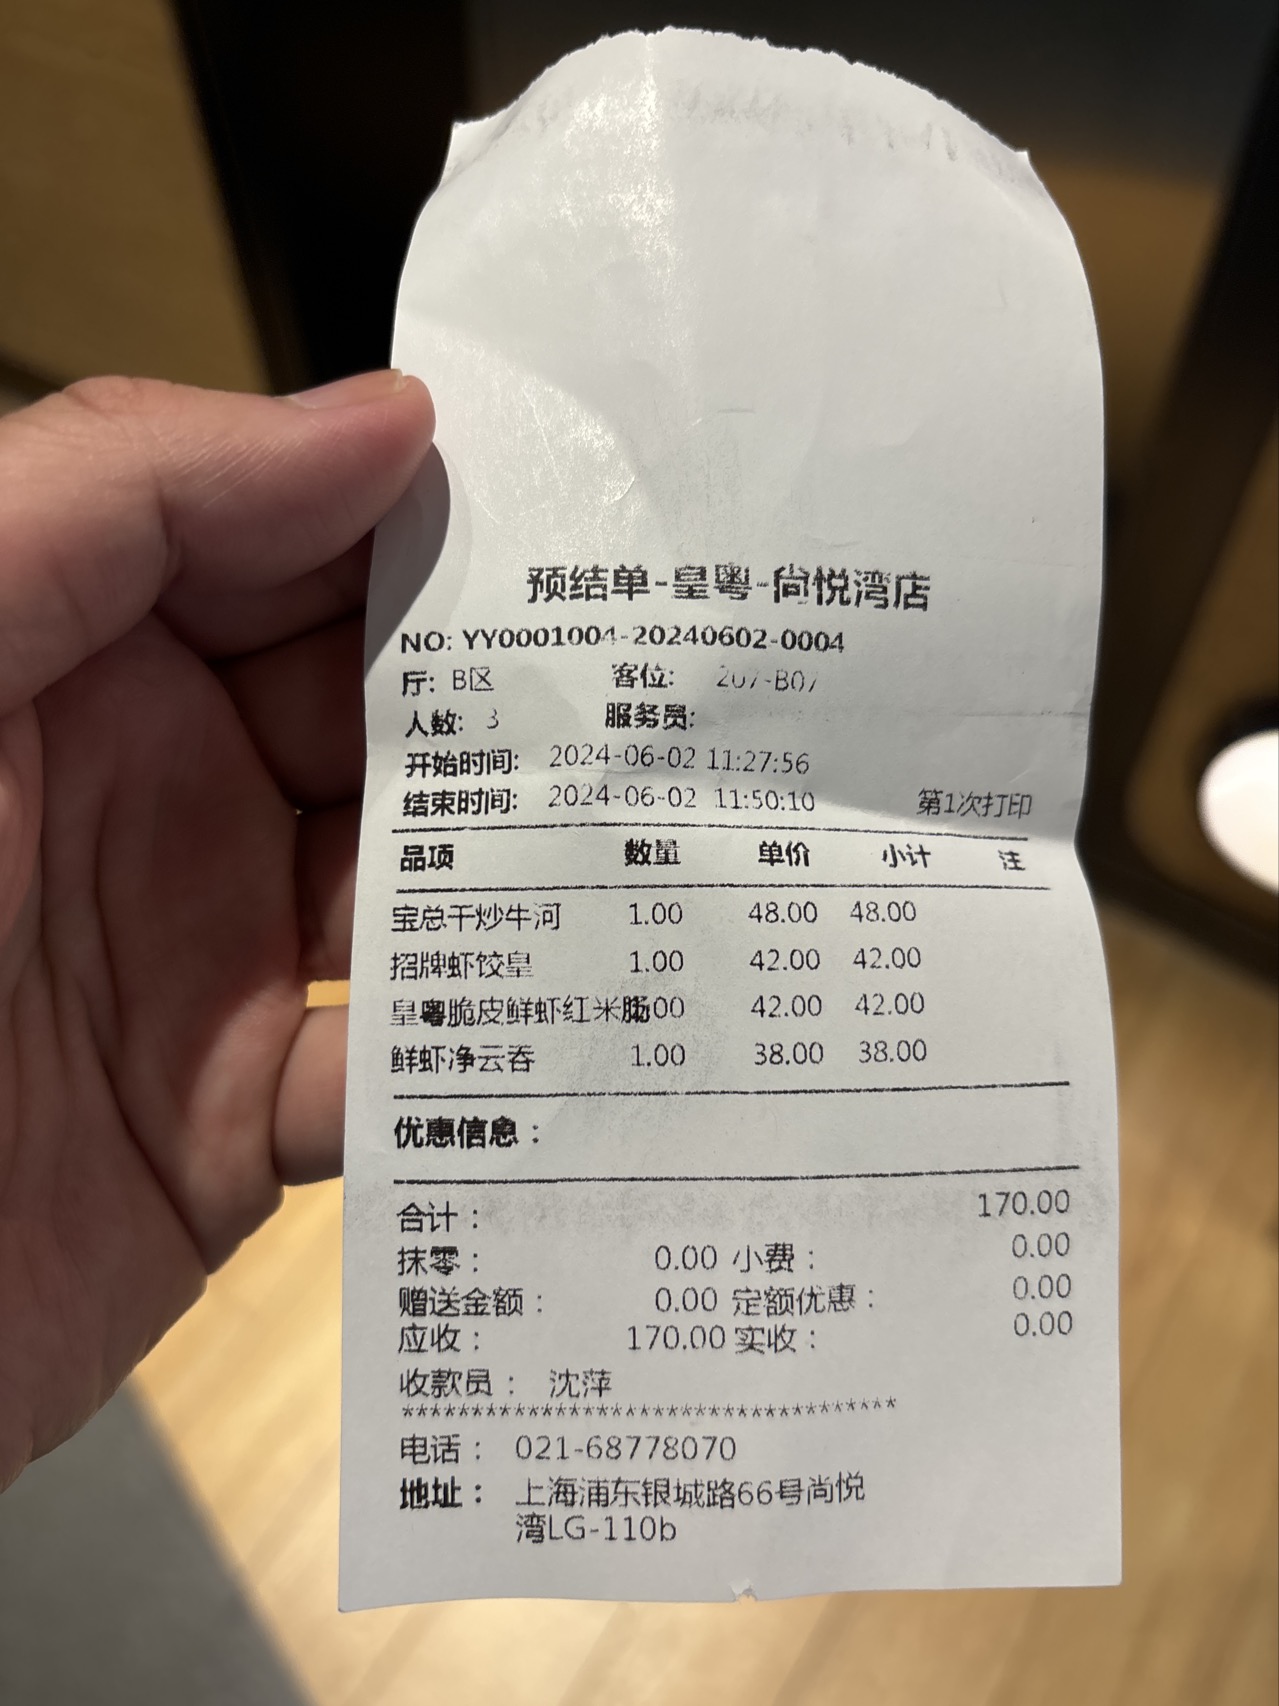 预结单-皇粤-尚悦湾店
NO: YY0001004-20240602-0004
厅: B区 客位: 207-B07
人数: 3 服务员:
开始时间: 2024-06-02 11:27:56
结束时间: 2024-06-02 11:50:10 第1次打印
品项 数量 单价 小计 注
宝总干炒牛河 1.00 48.00 48.00
招牌虾饺皇 1.00 42.00 42.00
皇粤脆皮鲜虾红米肠 1.00 42.00 42.00
鲜虾净云吞 1.00 38.00 38.00
优惠信息：
合计： 170.00
抹零： 0.00 小费： 0.00
赠送金额： 0.00 定额优惠： 0.00
应收： 170.00 实收： 0.00
收款员： 沈萍
***********************************
电话： 021-68778070
地址： 上海浦东银城路66号尚悦
湾LG-110b